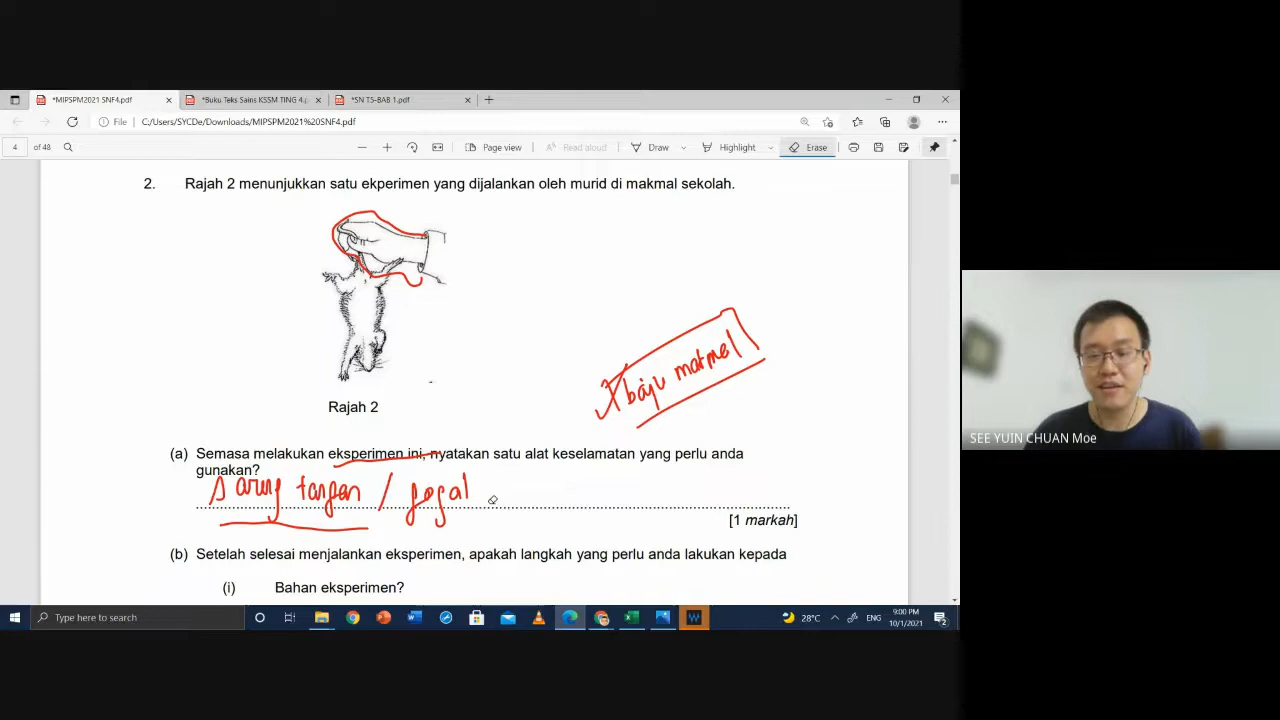 *MIPSPM2021 SNF4.pdf
*Buku Teks Sains KSSM TING 4.p
*SN T5-BAB 1.pdf
File
C:/Users/SYCDe/Downloads/MIPSPM2021%20SNF4.pdf
4 of 48
Page view
Read aloud
Draw
Highlight
Erase
2. Rajah 2 menunjukkan satu ekperimen yang dijalankan oleh murid di makmal sekolah.
baju makmal
Rajah 2
(a) Semasa melakukan eksperimen ini, nyatakan satu alat keselamatan yang perlu anda
gunakan?
Sarung tangan / gogal
[1 markah]
(b) Setelah selesai menjalankan eksperimen, apakah langkah yang perlu anda lakukan kepada
(i) Bahan eksperimen?
SEE YUIN CHUAN Moe
Type here to search
28°C
ENG
9:00 PM
10/1/2021
2